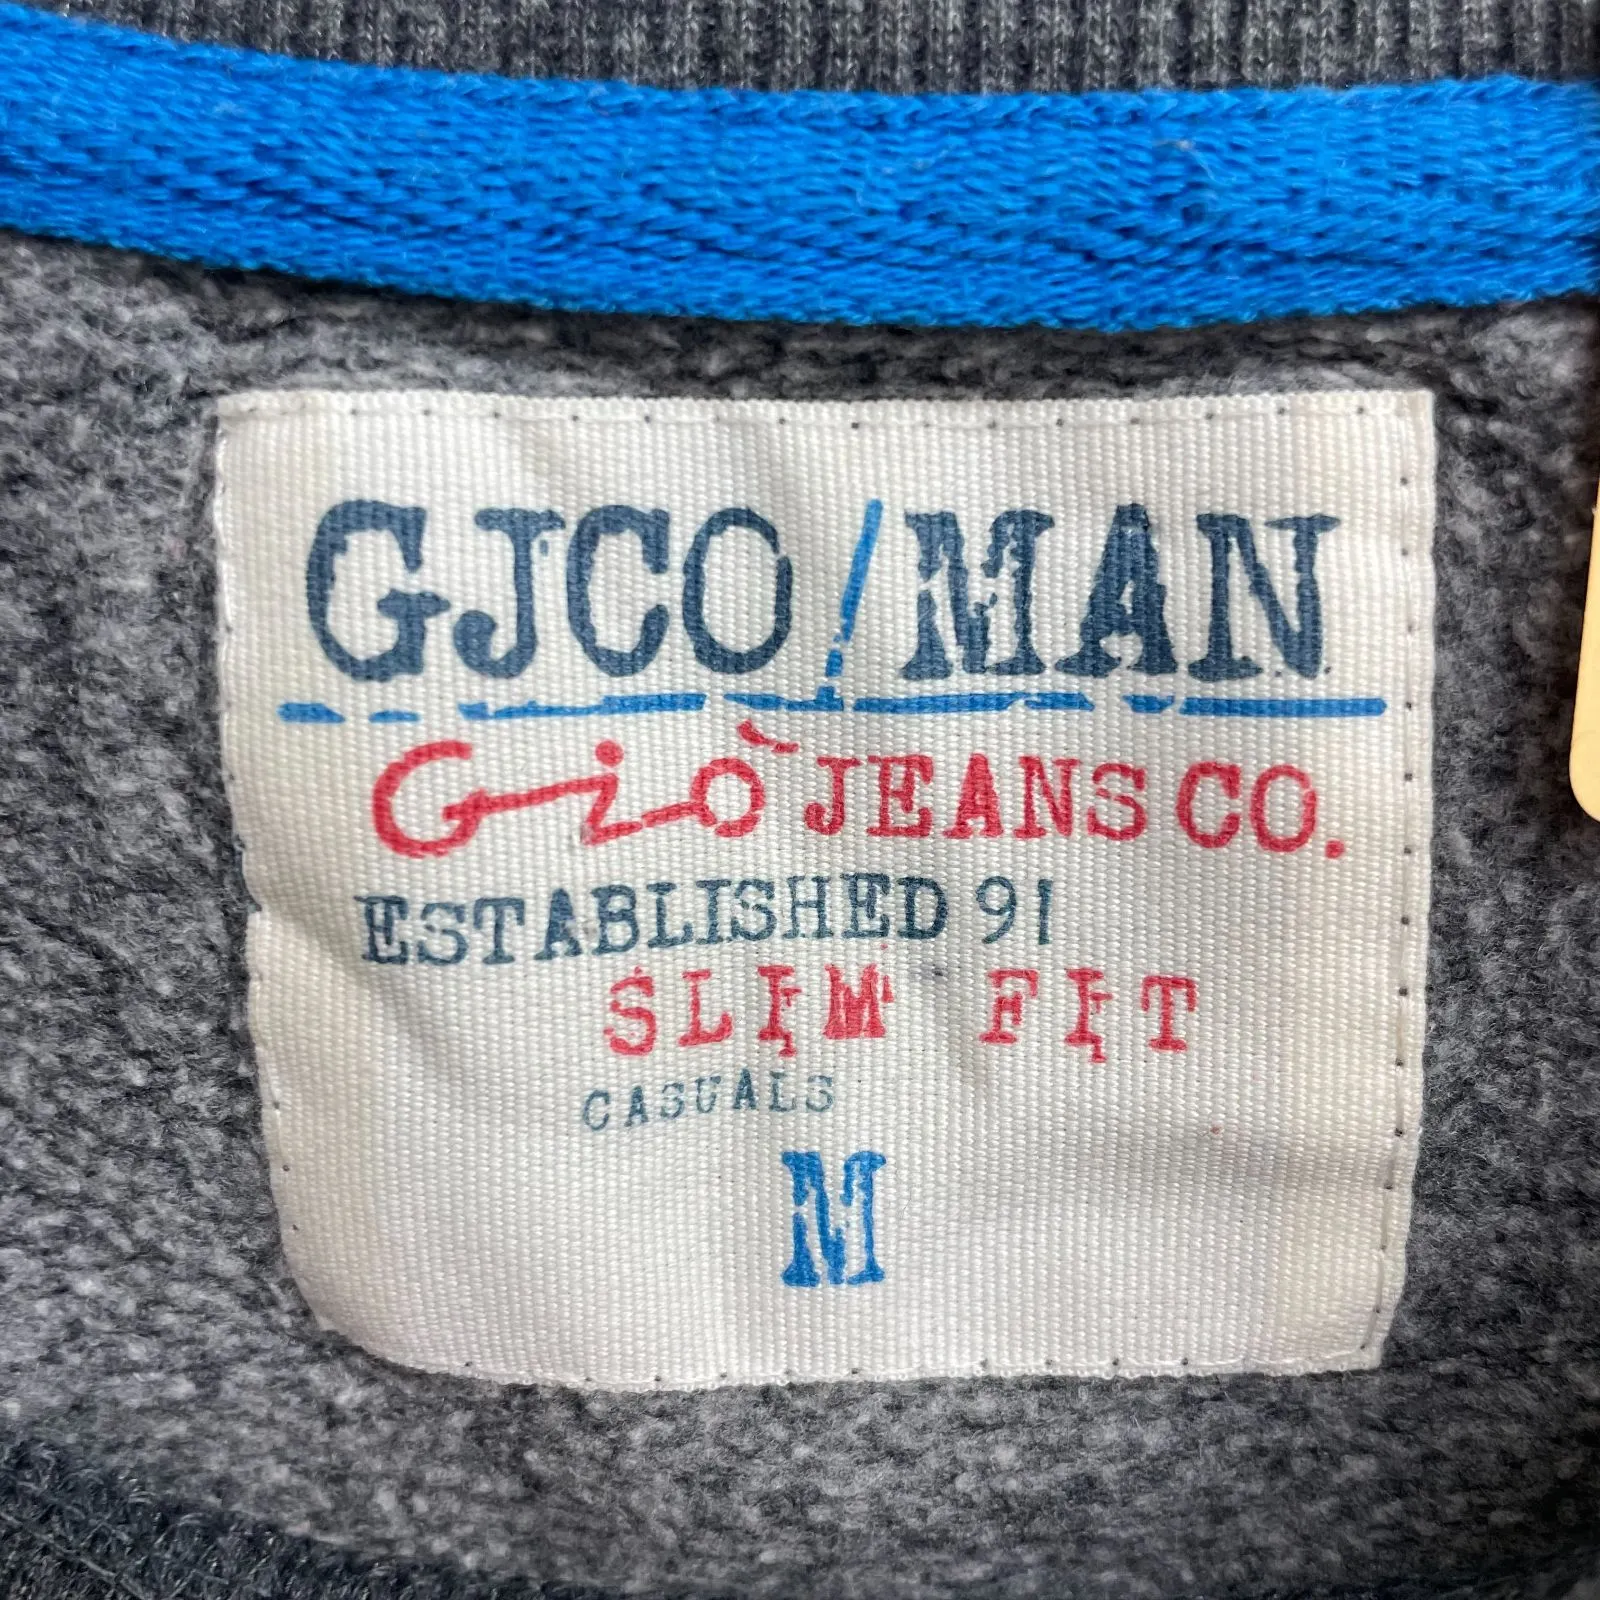 GJCO/MAN
Giò JEANS CO.
ESTABLISHED 91
SLIM FIT
CASUALS
M